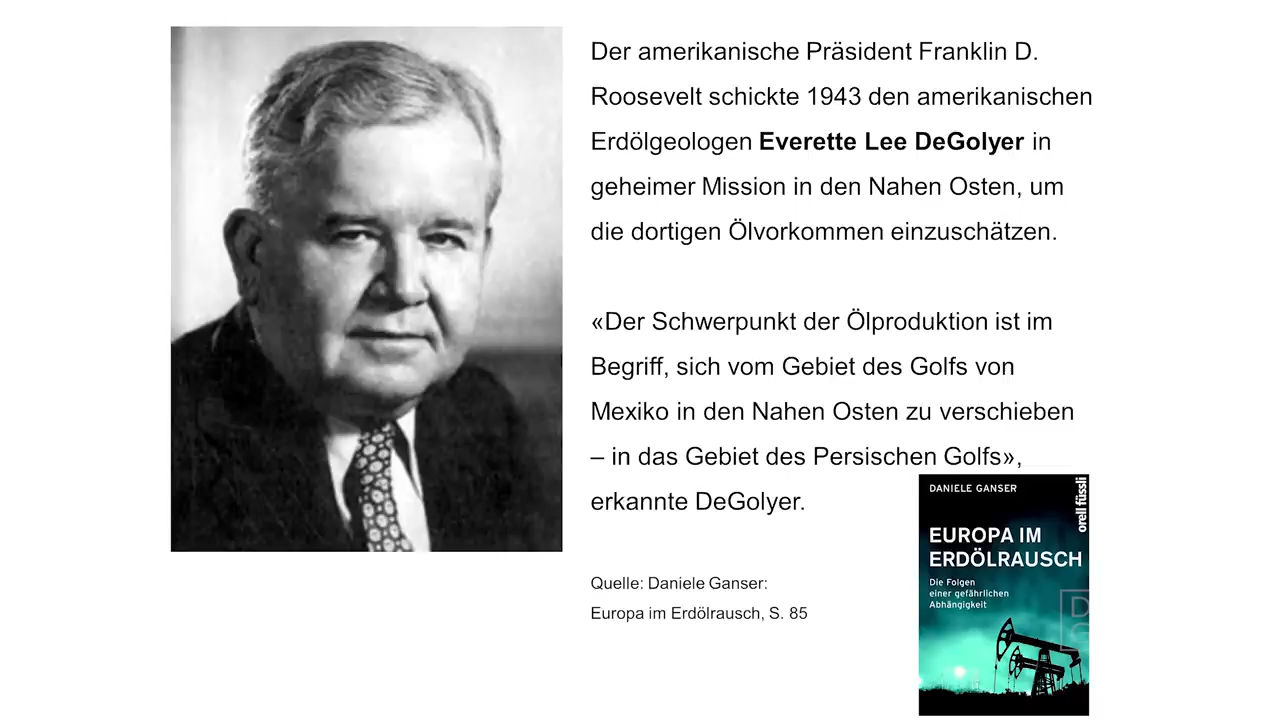 Der amerikanische Präsident Franklin D.
Roosevelt schickte 1943 den amerikanischen
Erdölgeologen Everette Lee DeGolyer in
geheimer Mission in den Nahen Osten, um
die dortigen Ölvorkommen einzuschätzen.
«Der Schwerpunkt der Ölproduktion ist im
Begriff, sich vom Gebiet des Golfs von
Mexiko in den Nahen Osten zu verschieben
– in das Gebiet des Persischen Golfs»,
erkannte DeGolyer.
Quelle: Daniele Ganser:
Europa im Erdölrausch, S. 85
DANIELE GANSER
orell füssli
EUROPA IM
ERDÖLRAUSCH
Die Folgen
einer gefährlichen
Abhängigkeit
D